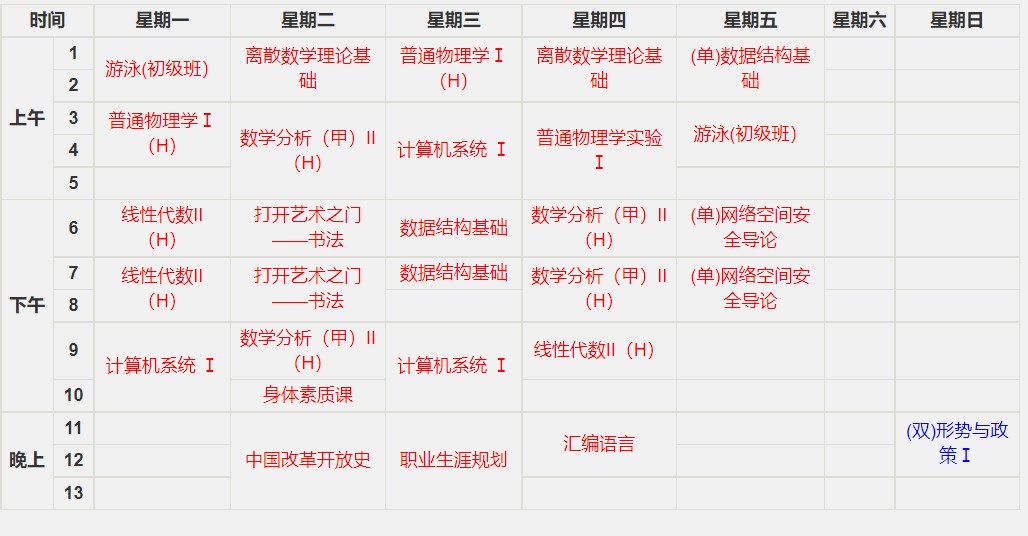 时间 星期一 星期二 星期三 星期四 星期五 星期六 星期日
上午
1
2
3
4
5
游泳(初级班)
离散数学理论基
础
普通物理学 I
（H）
离散数学理论基
础
(单)数据结构基
础
普通物理学 I
（H）
数学分析（甲）II
（H）
计算机系统 I
普通物理学实验
I
游泳(初级班)
下午
6
线性代数II
（H）
打开艺术之门
——书法
数据结构基础
数学分析（甲）II
（H）
(单)网络空间安
全导论
7
8
线性代数II
（H）
打开艺术之门
——书法
数据结构基础
数学分析（甲）II
（H）
(单)网络空间安
全导论
9
10
计算机系统 I
数学分析（甲）II
（H）
计算机系统 I
线性代数II（H）
身体素质课
晚上
11
12
13
中国改革开放史
职业生涯规划
汇编语言
(双)形势与政
策 I